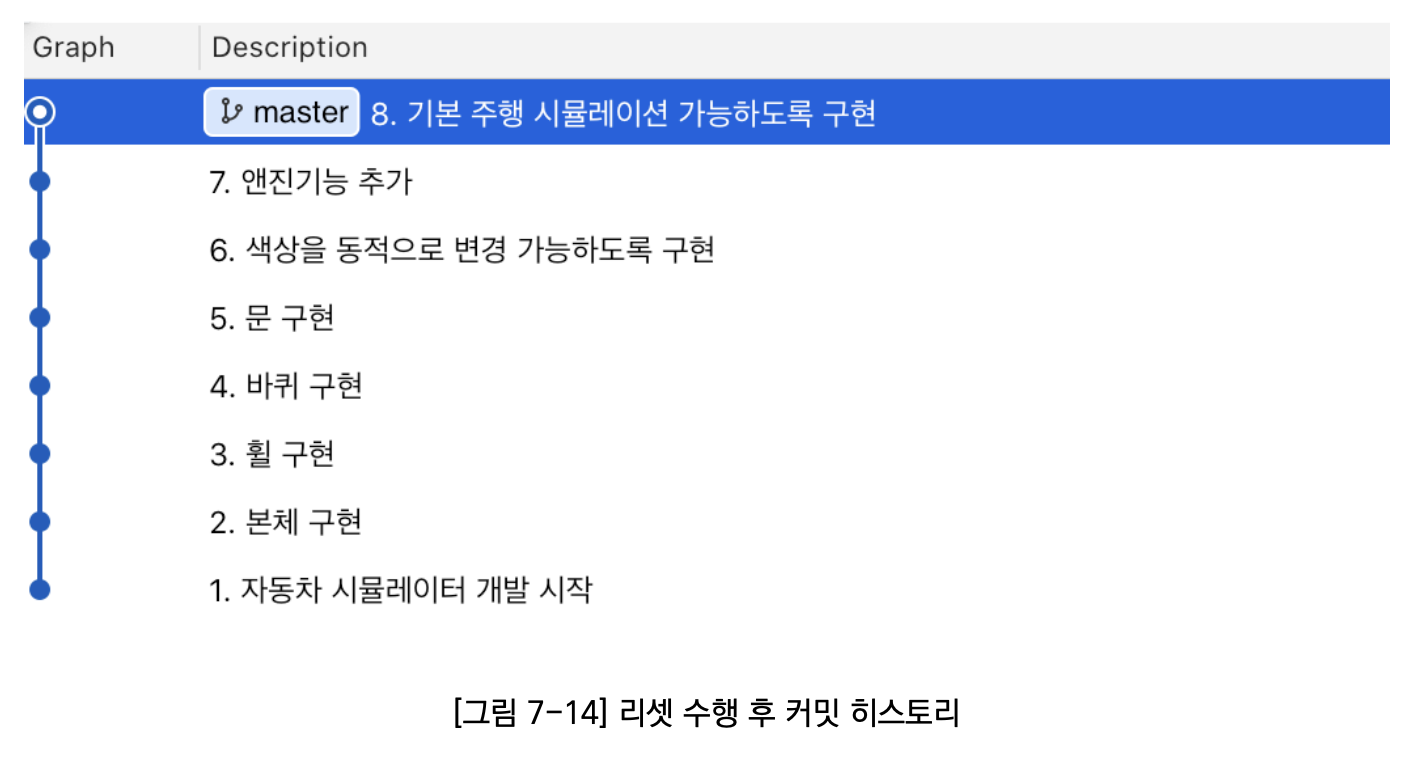 Graph Description
master 8. 기본 주행 시뮬레이션 가능하도록 구현
7. 앤진기능 추가
6. 색상을 동적으로 변경 가능하도록 구현
5. 문 구현
4. 바퀴 구현
3. 휠 구현
2. 본체 구현
1. 자동차 시뮬레이터 개발 시작
[그림 7-14] 리셋 수행 후 커밋 히스토리